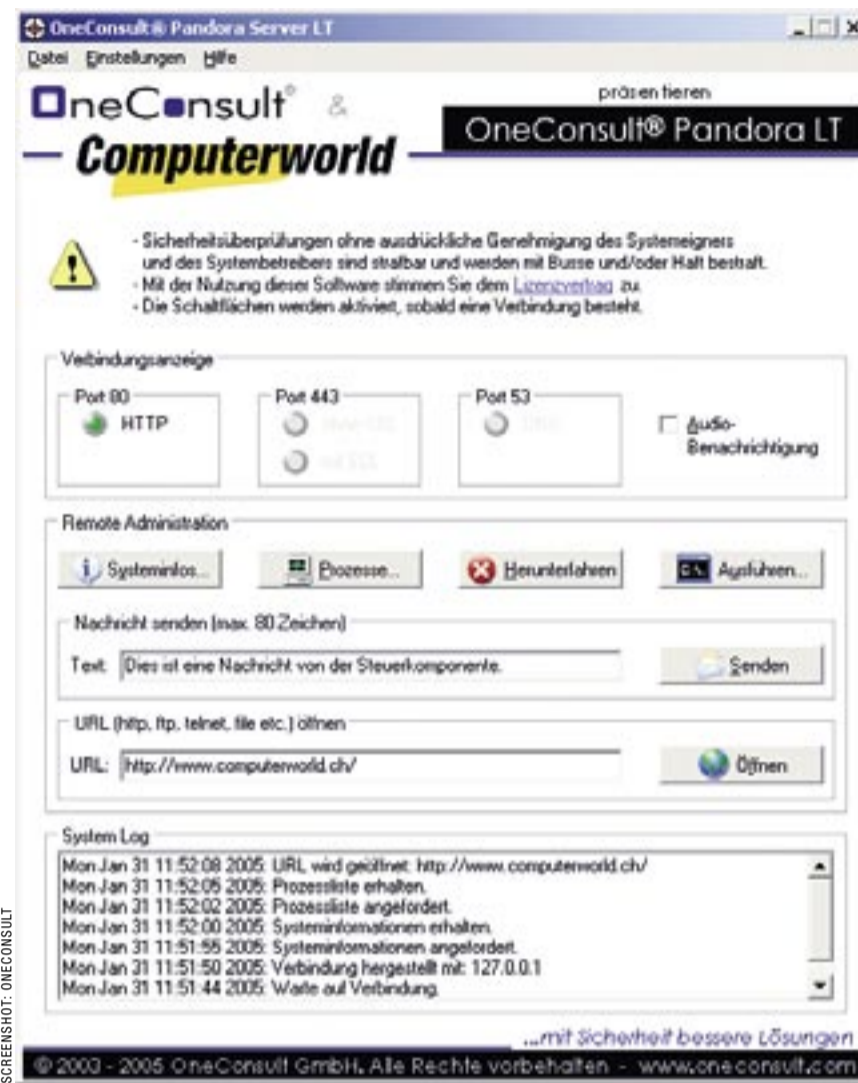 OneConsult® Pandora Server LT
Datei Einstellungen Hilfe
OneConsult® &
Computerworld
präsentieren
OneConsult® Pandora LT
- Sicherheitsüberprüfungen ohne ausdrückliche Genehmigung des Systemeigners
und des Systembetreibers sind strafbar und werden mit Busse und/oder Haft bestraft.
- Mit der Nutzung dieser Software stimmen Sie dem Lizenzvertrag zu.
- Die Schaltflächen werden aktiviert, sobald eine Verbindung besteht.
Verbindungsanzeige
Port 80
HTTP
Port 443
ohne SSL
mit SSL
Port 53
DNS
Audio-
Benachrichtigung
Remote Administration
Systeminfos...
Prozesse...
Herunterfahren
Ausführen...
Nachricht senden (max. 80 Zeichen)
Text: Dies ist eine Nachricht von der Steuerkomponente.
Senden
URL (http, ftp, telnet, file etc.) öffnen
URL: http://www.computerworld.ch/
Öffnen
System Log
Mon Jan 31 11:52:08 2005: URL wird geöffnet: http://www.computerworld.ch/
Mon Jan 31 11:52:05 2005: Prozessliste erhalten.
Mon Jan 31 11:52:02 2005: Prozessliste angefordert.
Mon Jan 31 11:52:00 2005: Systeminformationen erhalten.
Mon Jan 31 11:51:55 2005: Systeminformationen angefordert.
Mon Jan 31 11:51:50 2005: Verbindung hergestellt mit: 127.0.0.1
Mon Jan 31 11:51:44 2005: Warte auf Verbindung.
...mit Sicherheit bessere Lösungen
© 2003 - 2005 OneConsult GmbH. Alle Rechte vorbehalten - www.oneconsult.com
SCREENSHOT: ONECONSULT